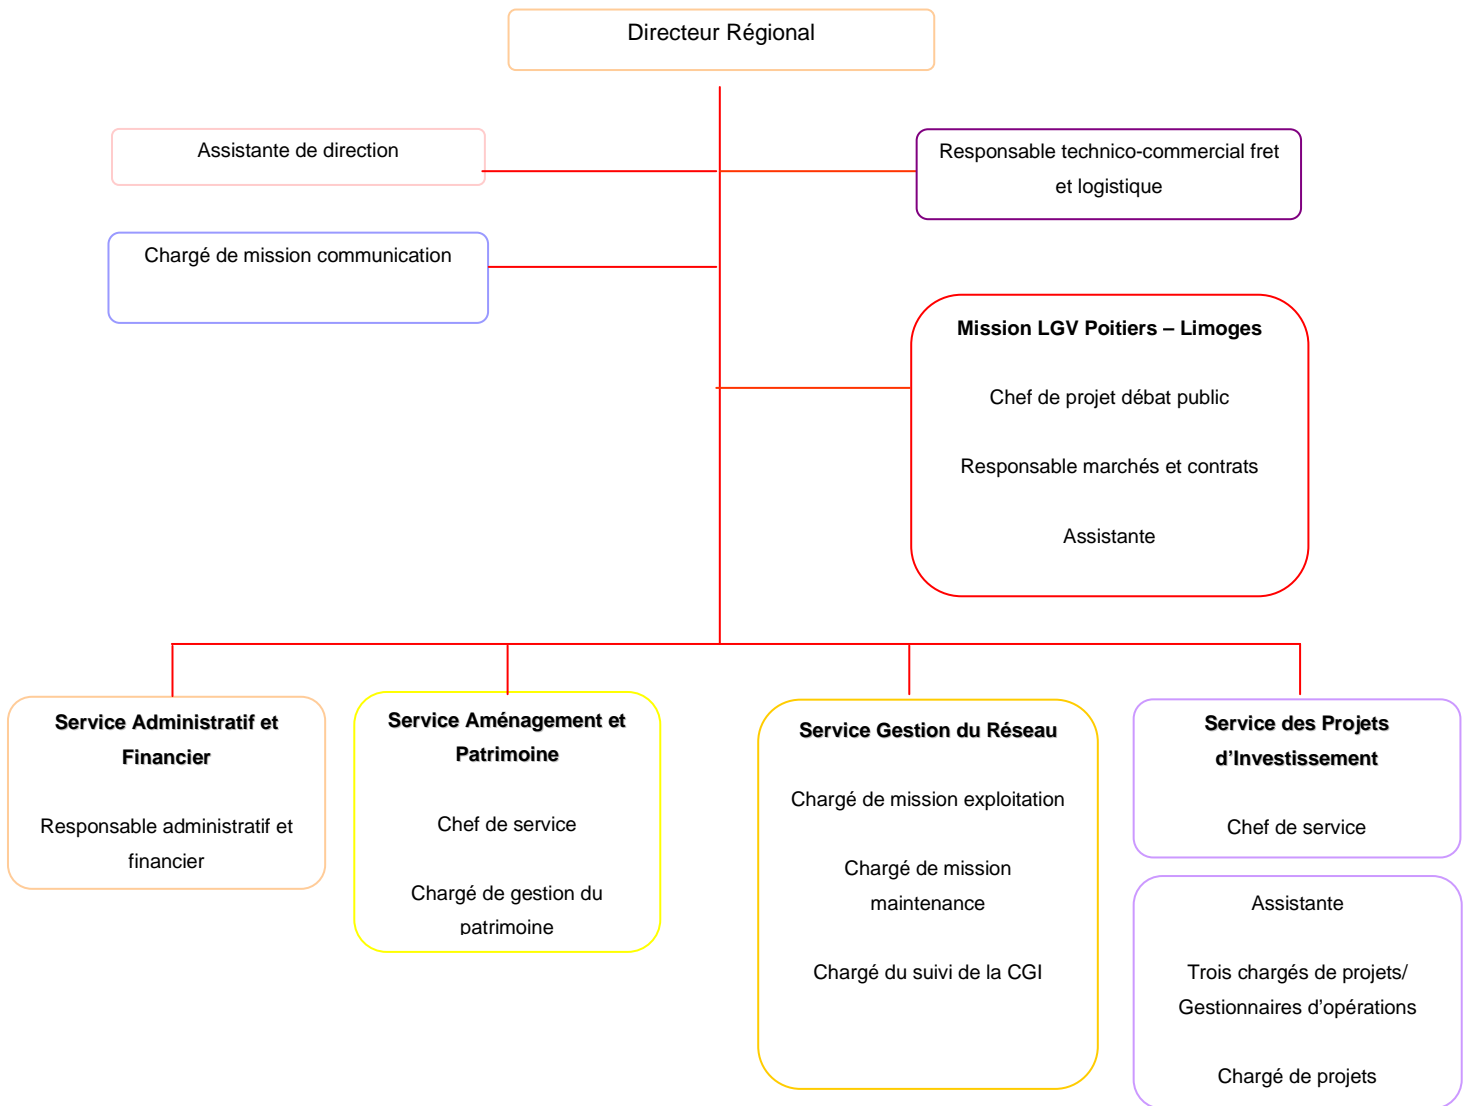 Directeur Régional
Assistante de direction
Responsable technico-commercial fret
et logistique
Chargé de mission communication
Mission LGV Poitiers – Limoges
Chef de projet débat public
Responsable marchés et contrats
Assistante
Service Administratif et
Financier
Responsable administratif et
financier
Service Aménagement et
Patrimoine
Chef de service
Chargé de gestion du
patrimoine
Service Gestion du Réseau
Chargé de mission exploitation
Chargé de mission
maintenance
Chargé du suivi de la CGI
Service des Projets
d’Investissement
Chef de service
Assistante
Trois chargés de projets/
Gestionnaires d’opérations
Chargé de projets